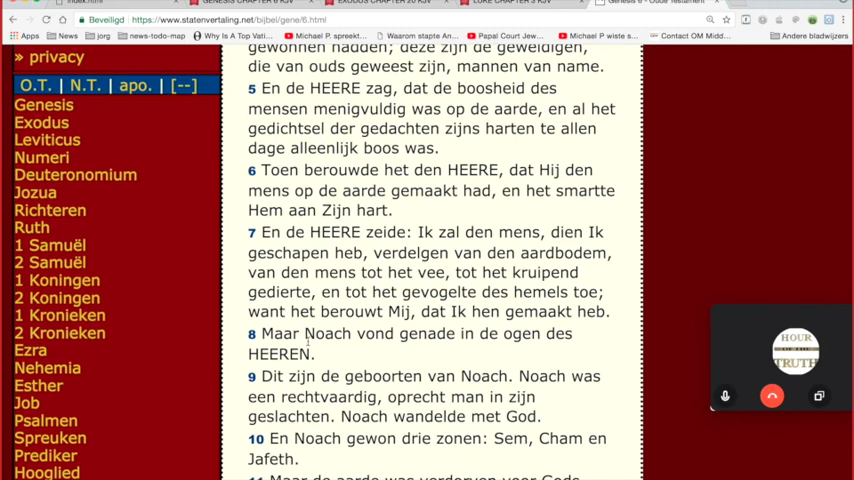 index.html
GENESIS CHAPTER 6 KJV
EXODUS CHAPTER 20 KJV
LUKE CHAPTER 3 KJV
Genesis 6 - Oude Testament
Beveiligd | https://www.statenvertaling.net/bijbel/gene/6.html
Apps
News
jorg
news-todo-map
Why Is A Top Vati...
Michael P. spreekt...
Waarom stapte An...
Papal Court Jew...
Michael P wiste s...
Contact OM Midd...
Andere bladwijzers
» privacy
O.T. | N.T. | apo. | [--]
Genesis
Exodus
Leviticus
Numeri
Deuteronomium
Jozua
Richteren
Ruth
1 Samuël
2 Samuël
1 Koningen
2 Koningen
1 Kronieken
2 Kronieken
Ezra
Nehemia
Esther
Job
Psalmen
Spreuken
Prediker
Hooglied
gewonnen hadden; deze zijn de geweldigen,
die van ouds geweest zijn, mannen van name.
5 En de HEERE zag, dat de boosheid des
mensen menigvuldig was op de aarde, en al het
gedichtsel der gedachten zijns harten te allen
dage alleenlijk boos was.
6 Toen berouwde het den HEERE, dat Hij den
mens op de aarde gemaakt had, en het smartte
Hem aan Zijn hart.
7 En de HEERE zeide: Ik zal den mens, dien Ik
geschapen heb, verdelgen van den aardbodem,
van den mens tot het vee, tot het kruipend
gedierte, en tot het gevogelte des hemels toe;
want het berouwt Mij, dat Ik hen gemaakt heb.
8 Maar Noach vond genade in de ogen des
HEEREN.
9 Dit zijn de geboorten van Noach. Noach was
een rechtvaardig, oprecht man in zijn
geslachten. Noach wandelde met God.
10 En Noach gewon drie zonen: Sem, Cham en
Jafeth.
11 Maar de aarde was verdorven voor Gods
HOUR
TRUTH